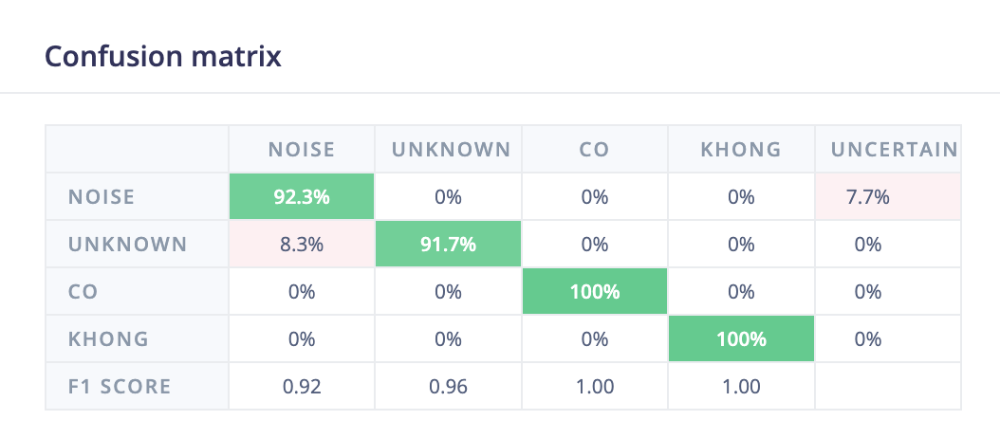 Confusion matrix
NOISE UNKNOWN CO KHONG UNCERTAIN
NOISE 92.3% 0% 0% 0% 7.7%
UNKNOWN 8.3% 91.7% 0% 0% 0%
CO 0% 0% 100% 0% 0%
KHONG 0% 0% 0% 100% 0%
F1 SCORE 0.92 0.96 1.00 1.00